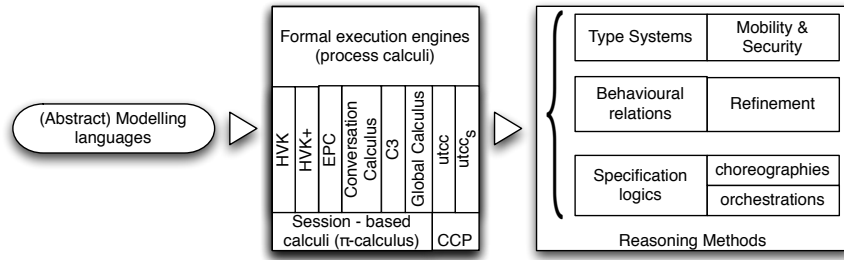 (Abstract) Modelling
languages
Formal execution engines
(process calculi)
HVK
HVK+
EPC
Conversation
Calculus
C3
Global Calculus
utcc
utccs
Session - based
calculi (π-calculus)
CCP
Type Systems
Mobility &
Security
Behavioural
relations
Refinement
Specification
logics
choreographies
orchestrations
Reasoning Methods